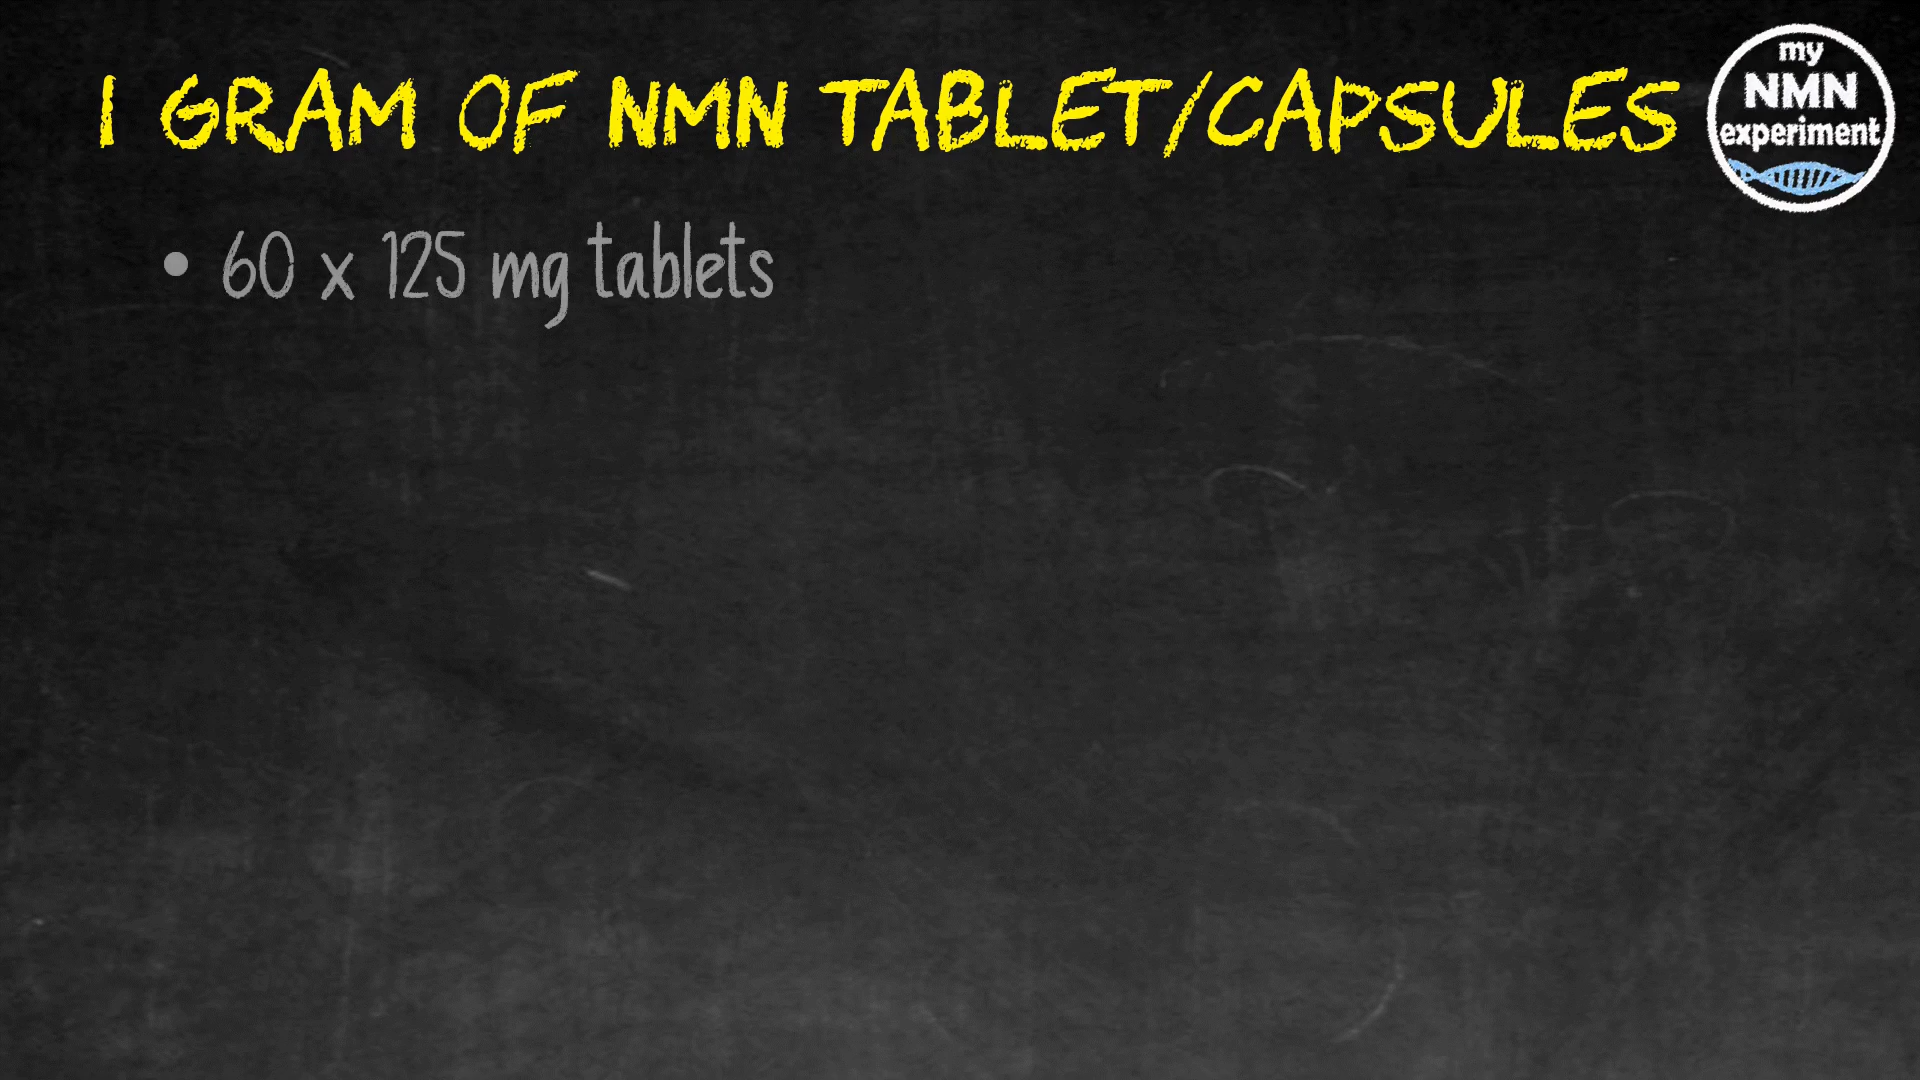 1 GRAM OF NMN TABLET/CAPSULES
my
NMN
experiment
• 60 x 125 mg tablets